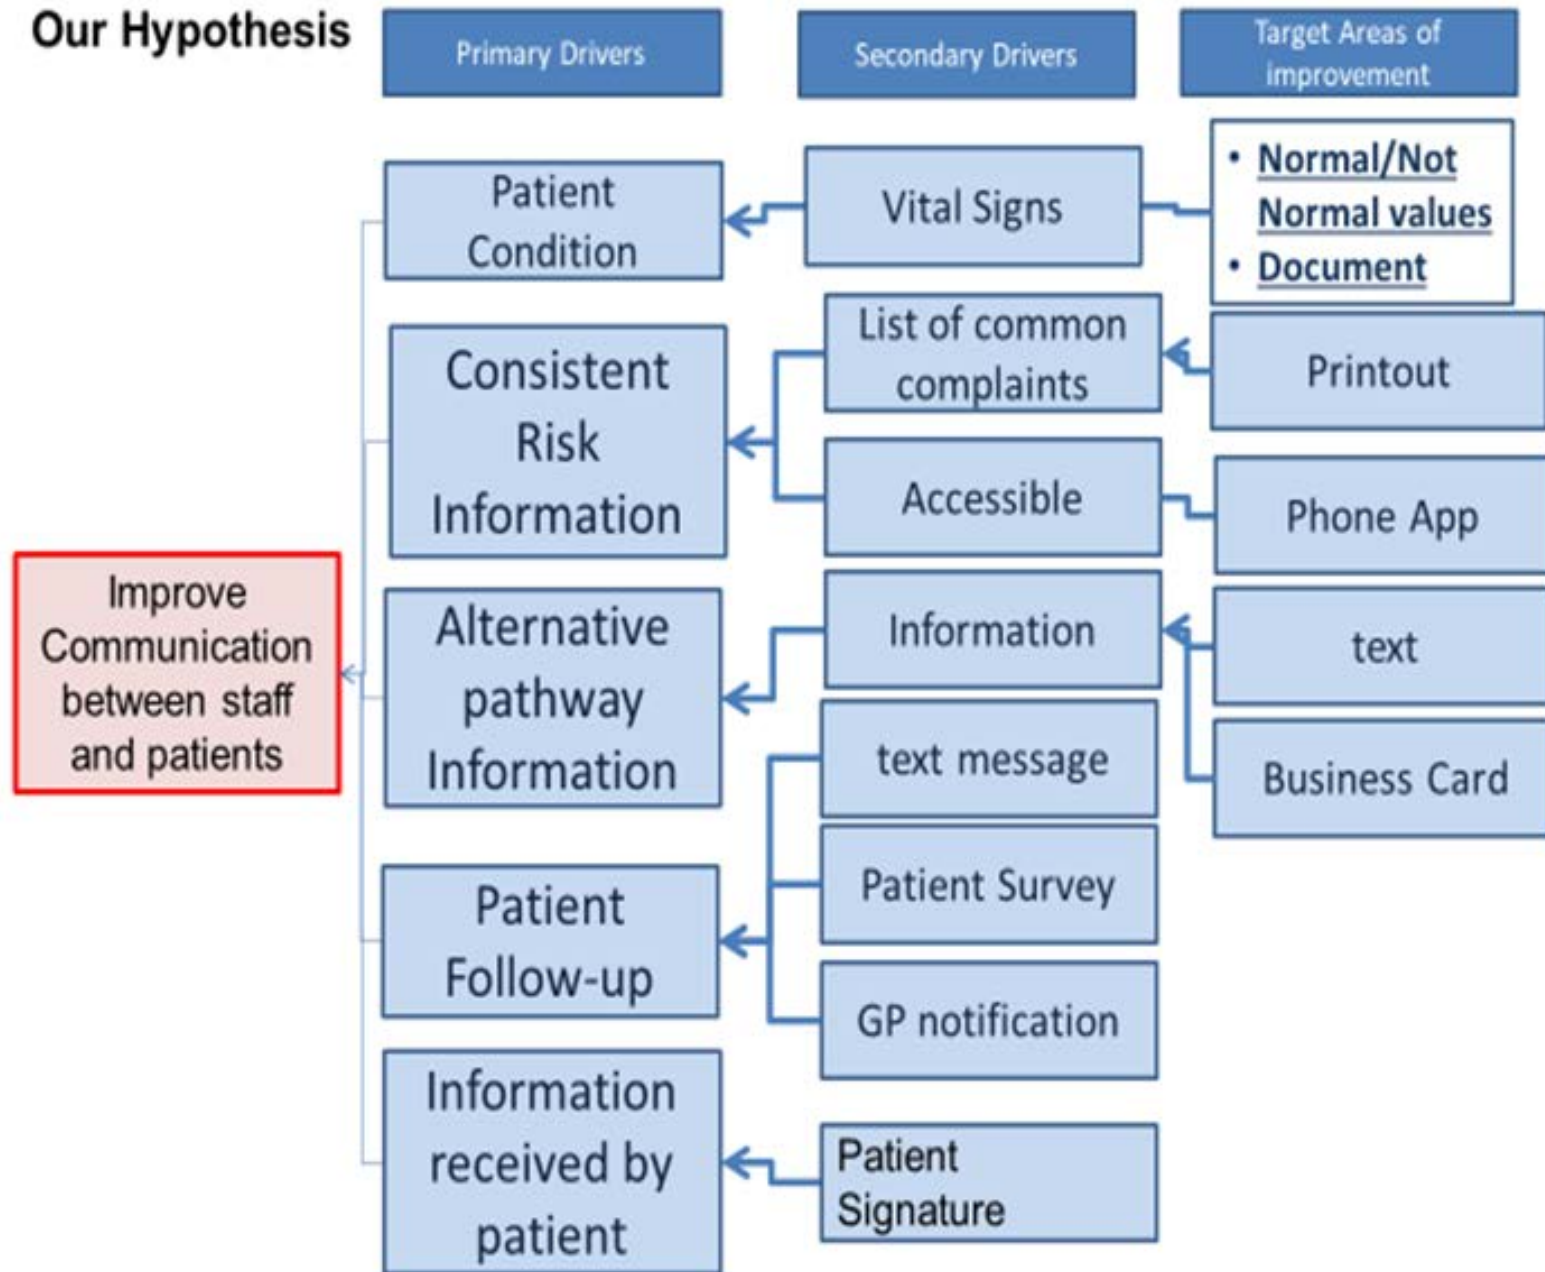 Our Hypothesis
Primary Drivers
Secondary Drivers
Target Areas of
improvement
Patient
Condition
Vital Signs
• Normal/Not
Normal values
• Document
Consistent
Risk
Information
List of common
complaints
Printout
Accessible
Phone App
Improve
Communication
between staff
and patients
Alternative
pathway
Information
Information
text
Business Card
Patient
Follow-up
text message
Patient Survey
GP notification
Information
received by
patient
Patient
Signature